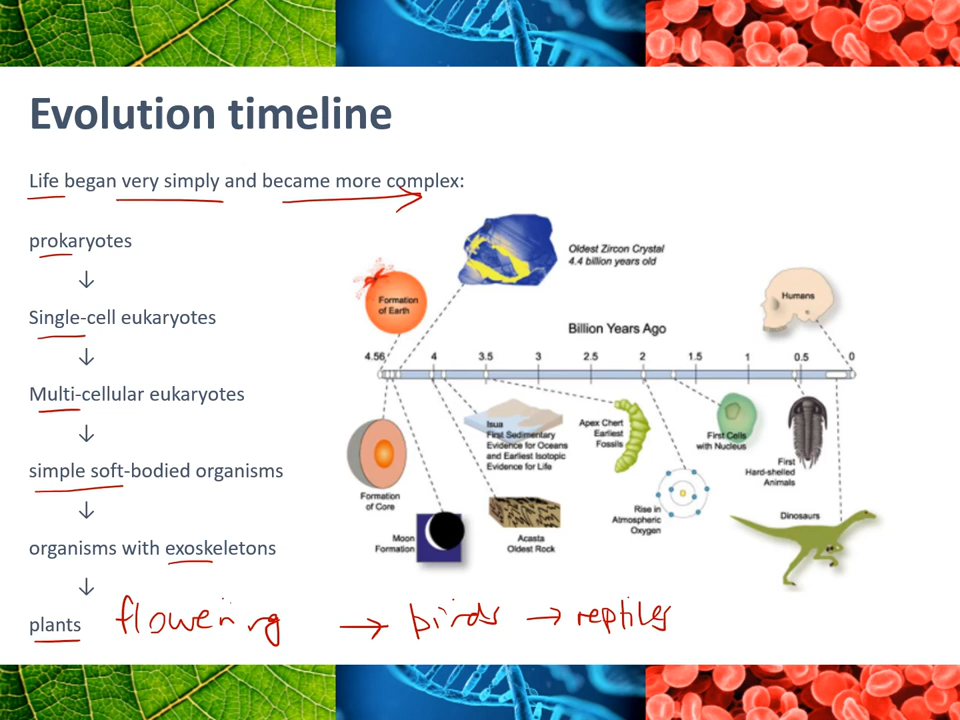 Evolution timeline
Life began very simply and became more complex:
prokaryotes
↓
Single-cell eukaryotes
↓
Multi-cellular eukaryotes
↓
simple soft-bodied organisms
↓
organisms with exoskeletons
↓
plants flowering → birds → reptiles
Oldest Zircon Crystal
4.4 billion years old
Formation
of Earth
Humans
Billion Years Ago
4.56 4 3.5 3 2.5 2 1.5 1 0.5 0
Isua
First Sedimentary
Evidence for Oceans
and Earliest Isotopic
Evidence for Life
Apex Chert
Earliest
Fossils
First Cells
with Nucleus
First
Hard-shelled
Animals
Formation
of Core
Moon
Formation
Acasta
Oldest Rock
Rise in
Atmospheric
Oxygen
Dinosaurs